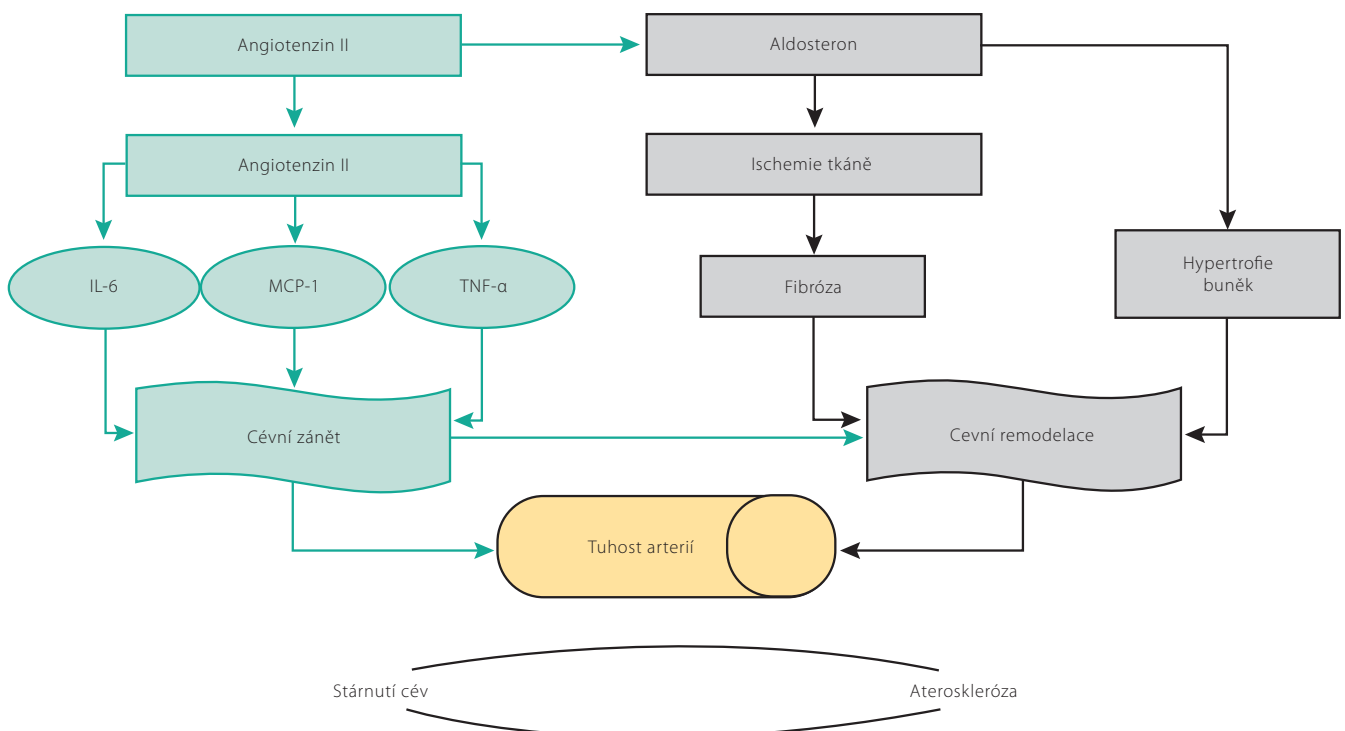 Angiotenzin II
Aldosteron
Angiotenzin II
Ischemie tkáně
IL-6
MCP-1
TNF-α
Fibróza
Hypertrofie
buněk
Cévní zánět
Cevní remodelace
Tuhost arterií
Stárnutí cév
Ateroskleróza